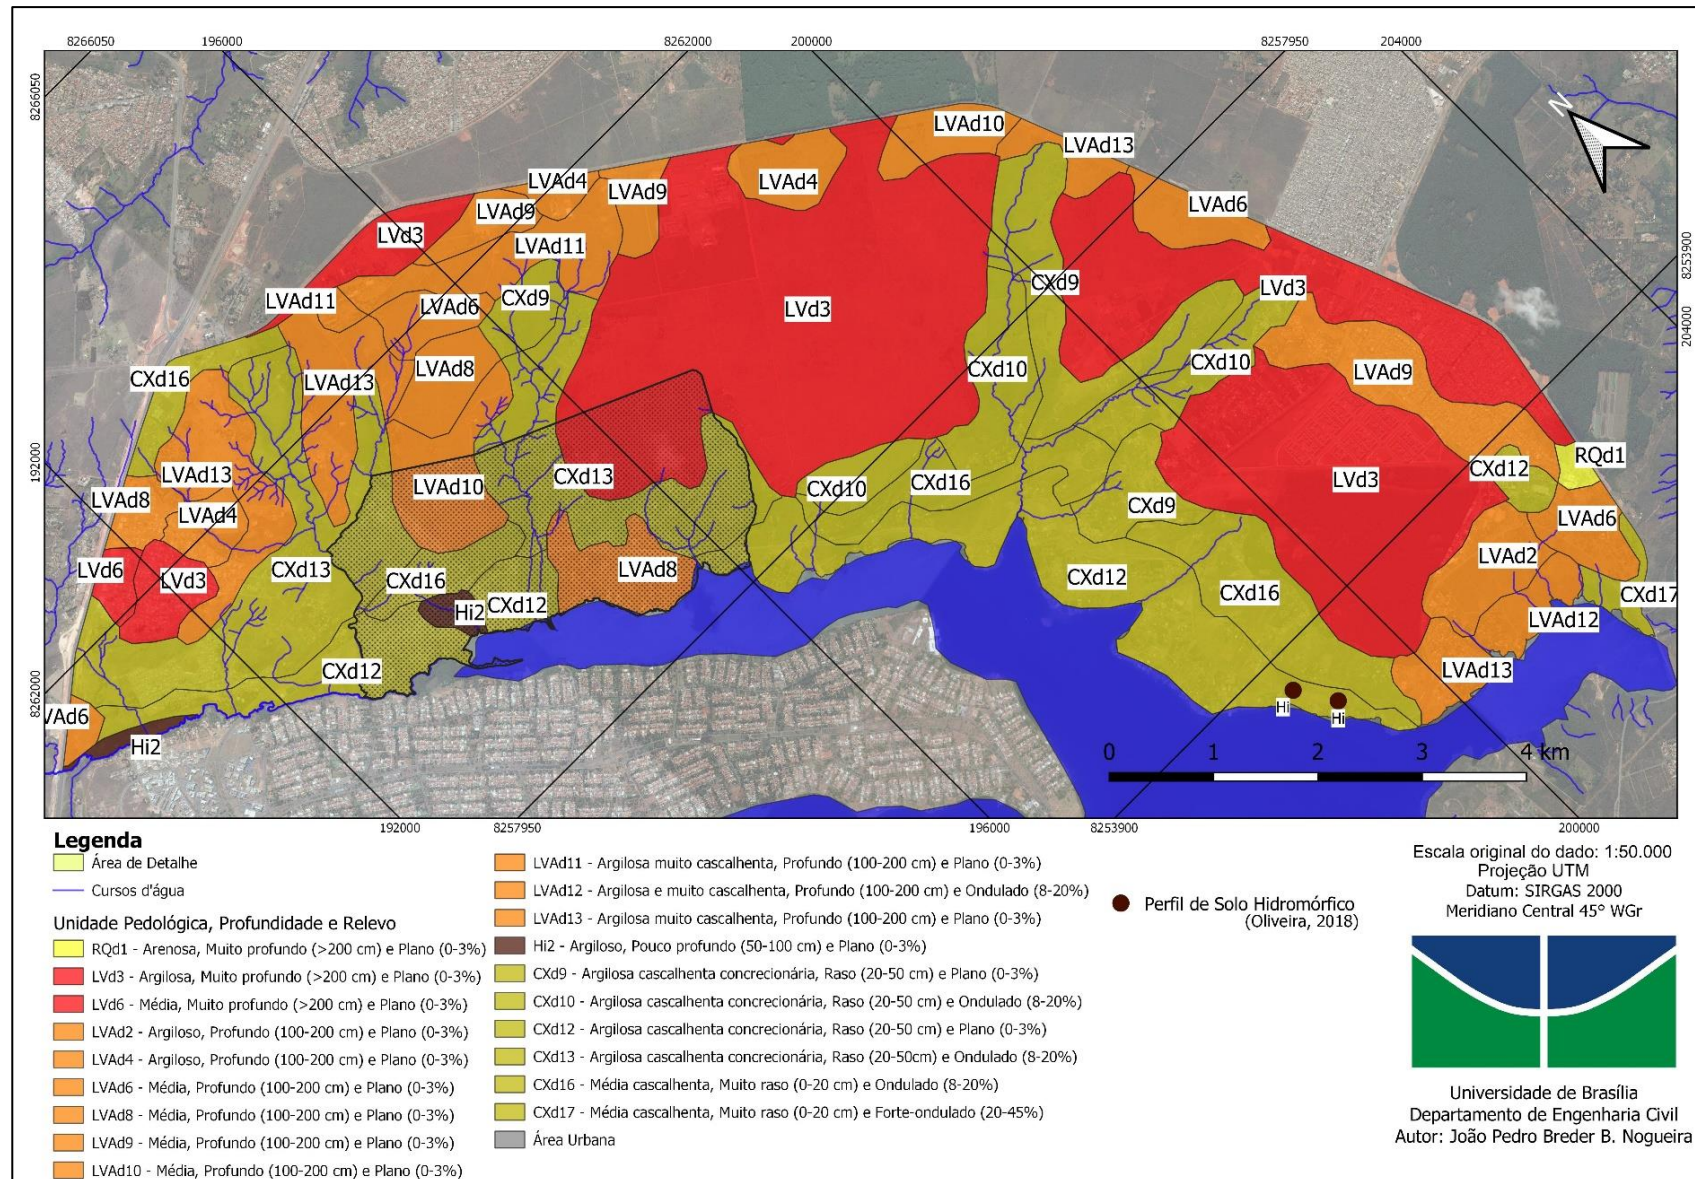 8266050
196000
8262000
200000
8257950
204000
8266050
N
LVAd10
LVAd13
LVAd4
LVAd4
LVAd9
LVAd6
LVAd9
LVd3
LVAd11
8253900
CXd9
LVd3
LVAd11
CXd9
LVAd6
LVd3
204000
CXd10
CXd10
LVAd8
LVAd9
CXd16
LVAd13
192000
RQd1
CXd13
CXd12
LVAd13
CXd16
LVd3
LVAd10
CXd10
LVAd8
CXd9
LVAd4
LVAd6
LVAd2
LVd6
LVd3
CXd13
CXd16
LVAd8
CXd12
CXd16
CXd17
Hi2
CXd12
LVAd12
CXd12
LVAd13
8262000
VAd6
Hi
Hi
Hi2
0 1 2 3 4 km
192000
8257950
196000
8253900
200000
Legenda
Área de Detalhe
Cursos d'água
Unidade Pedológica, Profundidade e Relevo
RQd1 - Arenosa, Muito profundo (>200 cm) e Plano (0-3%)
LVd3 - Argilosa, Muito profundo (>200 cm) e Plano (0-3%)
LVd6 - Média, Muito profundo (>200 cm) e Plano (0-3%)
LVAd2 - Argiloso, Profundo (100-200 cm) e Plano (0-3%)
LVAd4 - Argiloso, Profundo (100-200 cm) e Plano (0-3%)
LVAd6 - Média, Profundo (100-200 cm) e Plano (0-3%)
LVAd8 - Média, Profundo (100-200 cm) e Plano (0-3%)
LVAd9 - Média, Profundo (100-200 cm) e Plano (0-3%)
LVAd10 - Média, Profundo (100-200 cm) e Plano (0-3%)
LVAd11 - Argilosa muito cascalhenta, Profundo (100-200 cm) e Plano (0-3%)
LVAd12 - Argilosa e muito cascalhenta, Profundo (100-200 cm) e Ondulado (8-20%)
LVAd13 - Argilosa muito cascalhenta, Profundo (100-200 cm) e Plano (0-3%)
Hi2 - Argiloso, Pouco profundo (50-100 cm) e Plano (0-3%)
CXd9 - Argilosa cascalhenta concrecionária, Raso (20-50 cm) e Plano (0-3%)
CXd10 - Argilosa cascalhenta concrecionária, Raso (20-50 cm) e Ondulado (8-20%)
CXd12 - Argilosa cascalhenta concrecionária, Raso (20-50 cm) e Plano (0-3%)
CXd13 - Argilosa cascalhenta concrecionária, Raso (20-50cm) e Ondulado (8-20%)
CXd16 - Média cascalhenta, Muito raso (0-20 cm) e Ondulado (8-20%)
CXd17 - Média cascalhenta, Muito raso (0-20 cm) e Forte-ondulado (20-45%)
Área Urbana
Perfil de Solo Hidromórfico
(Oliveira, 2018)
Escala original do dado: 1:50.000
Projeção UTM
Datum: SIRGAS 2000
Meridiano Central 45° WGr
Universidade de Brasília
Departamento de Engenharia Civil
Autor: João Pedro Breder B. Nogueira